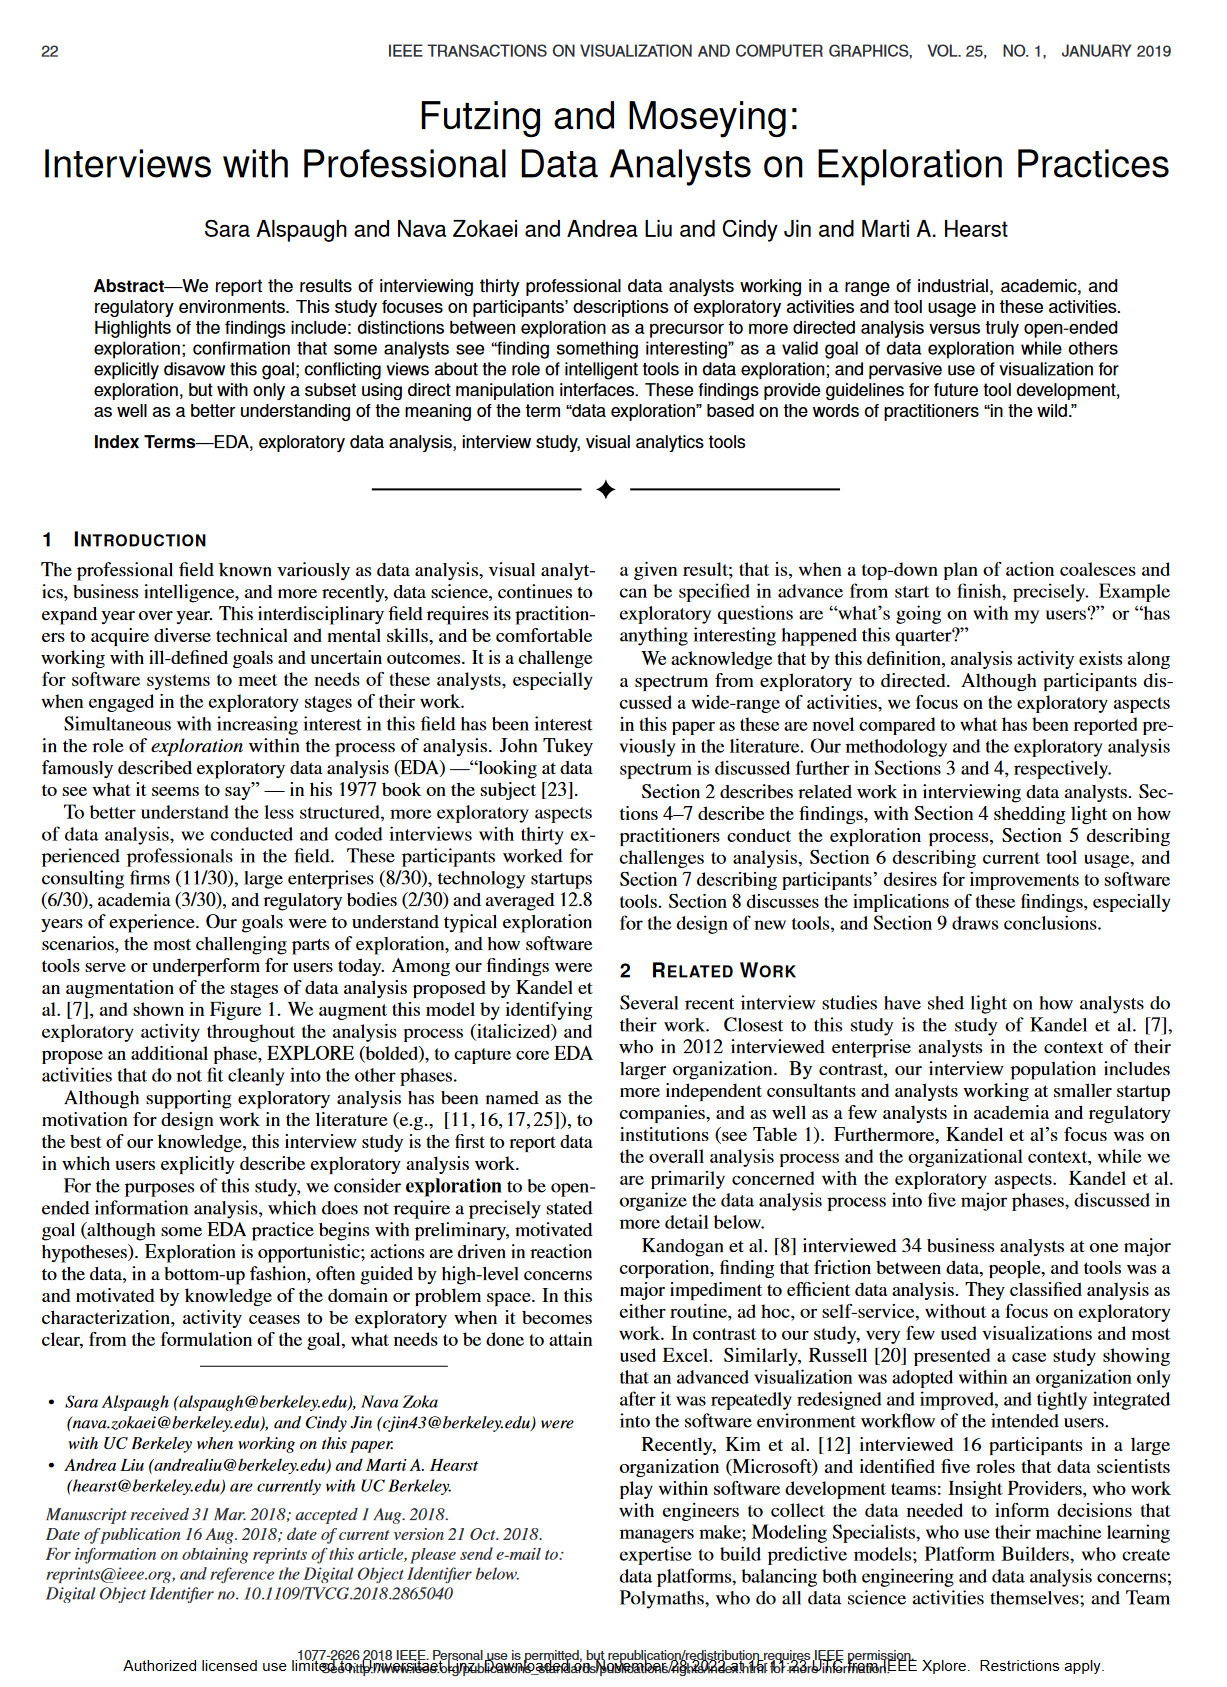 22
IEEE TRANSACTIONS ON VISUALIZATION AND COMPUTER GRAPHICS, VOL. 25, NO. 1, JANUARY 2019
Futzing and Moseying:
Interviews with Professional Data Analysts on Exploration Practices
Sara Alspaugh and Nava Zokaei and Andrea Liu and Cindy Jin and Marti A. Hearst
Abstract—We report the results of interviewing thirty professional data analysts working in a range of industrial, academic, and
regulatory environments. This study focuses on participants’ descriptions of exploratory activities and tool usage in these activities.
Highlights of the findings include: distinctions between exploration as a precursor to more directed analysis versus truly open-ended
exploration; confirmation that some analysts see “finding something interesting” as a valid goal of data exploration while others
explicitly disavow this goal; conflicting views about the role of intelligent tools in data exploration; and pervasive use of visualization for
exploration, but with only a subset using direct manipulation interfaces. These findings provide guidelines for future tool development,
as well as a better understanding of the meaning of the term “data exploration” based on the words of practitioners “in the wild.”
Index Terms—EDA, exploratory data analysis, interview study, visual analytics tools
1 INTRODUCTION
The professional field known variously as data analysis, visual analyt-
ics, business intelligence, and more recently, data science, continues to
expand year over year. This interdisciplinary field requires its practition-
ers to acquire diverse technical and mental skills, and be comfortable
working with ill-defined goals and uncertain outcomes. It is a challenge
for software systems to meet the needs of these analysts, especially
when engaged in the exploratory stages of their work.
Simultaneous with increasing interest in this field has been interest
in the role of exploration within the process of analysis. John Tukey
famously described exploratory data analysis (EDA) —“looking at data
to see what it seems to say” — in his 1977 book on the subject [23].
To better understand the less structured, more exploratory aspects
of data analysis, we conducted and coded interviews with thirty ex-
perienced professionals in the field. These participants worked for
consulting firms (11/30), large enterprises (8/30), technology startups
(6/30), academia (3/30), and regulatory bodies (2/30) and averaged 12.8
years of experience. Our goals were to understand typical exploration
scenarios, the most challenging parts of exploration, and how software
tools serve or underperform for users today. Among our findings were
an augmentation of the stages of data analysis proposed by Kandel et
al. [7], and shown in Figure 1. We augment this model by identifying
exploratory activity throughout the analysis process (italicized) and
propose an additional phase, EXPLORE (bolded), to capture core EDA
activities that do not fit cleanly into the other phases.
Although supporting exploratory analysis has been named as the
motivation for design work in the literature (e.g., [11,16,17,25]), to
the best of our knowledge, this interview study is the first to report data
in which users explicitly describe exploratory analysis work.
For the purposes of this study, we consider exploration to be open-
ended information analysis, which does not require a precisely stated
goal (although some EDA practice begins with preliminary, motivated
hypotheses). Exploration is opportunistic; actions are driven in reaction
to the data, in a bottom-up fashion, often guided by high-level concerns
and motivated by knowledge of the domain or problem space. In this
characterization, activity ceases to be exploratory when it becomes
clear, from the formulation of the goal, what needs to be done to attain
• Sara Alspaugh (alspaugh@berkeley.edu), Nava Zoka
(nava.zokaei@berkeley.edu), and Cindy Jin (cjin43@berkeley.edu) were
with UC Berkeley when working on this paper.
• Andrea Liu (andrealiu@berkeley.edu) and Marti A. Hearst
(hearst@berkeley.edu) are currently with UC Berkeley.
Manuscript received 31 Mar. 2018; accepted 1 Aug. 2018.
Date of publication 16 Aug. 2018; date of current version 21 Oct. 2018.
For information on obtaining reprints of this article, please send e-mail to:
reprints@ieee.org, and reference the Digital Object Identifier below.
Digital Object Identifier no. 10.1109/TVCG.2018.2865040
a given result; that is, when a top-down plan of action coalesces and
can be specified in advance from start to finish, precisely. Example
exploratory questions are “what’s going on with my users?” or “has
anything interesting happened this quarter?”
We acknowledge that by this definition, analysis activity exists along
a spectrum from exploratory to directed. Although participants dis-
cussed a wide-range of activities, we focus on the exploratory aspects
in this paper as these are novel compared to what has been reported pre-
viously in the literature. Our methodology and the exploratory analysis
spectrum is discussed further in Sections 3 and 4, respectively.
Section 2 describes related work in interviewing data analysts. Sec-
tions 4–7 describe the findings, with Section 4 shedding light on how
practitioners conduct the exploration process, Section 5 describing
challenges to analysis, Section 6 describing current tool usage, and
Section 7 describing participants’ desires for improvements to software
tools. Section 8 discusses the implications of these findings, especially
for the design of new tools, and Section 9 draws conclusions.
2 RELATED WORK
Several recent interview studies have shed light on how analysts do
their work. Closest to this study is the study of Kandel et al. [7],
who in 2012 interviewed enterprise analysts in the context of their
larger organization. By contrast, our interview population includes
more independent consultants and analysts working at smaller startup
companies, and as well as a few analysts in academia and regulatory
institutions (see Table 1). Furthermore, Kandel et al’s focus was on
the overall analysis process and the organizational context, while we
are primarily concerned with the exploratory aspects. Kandel et al.
organize the data analysis process into five major phases, discussed in
more detail below.
Kandogan et al. [8] interviewed 34 business analysts at one major
corporation, finding that friction between data, people, and tools was a
major impediment to efficient data analysis. They classified analysis as
either routine, ad hoc, or self-service, without a focus on exploratory
work. In contrast to our study, very few used visualizations and most
used Excel. Similarly, Russell [20] presented a case study showing
that an advanced visualization was adopted within an organization only
after it was repeatedly redesigned and improved, and tightly integrated
into the software environment workflow of the intended users.
Recently, Kim et al. [12] interviewed 16 participants in a large
organization (Microsoft) and identified five roles that data scientists
play within software development teams: Insight Providers, who work
with engineers to collect the data needed to inform decisions that
managers make; Modeling Specialists, who use their machine learning
expertise to build predictive models; Platform Builders, who create
data platforms, balancing both engineering and data analysis concerns;
Polymaths, who do all data science activities themselves; and Team
1077-2626 2018 IEEE. Personal use is permitted, but republication/redistribution requires IEEE permission.
See http://www.ieee.org/publications_standards/publications/rights/index.html for more information.
Authorized licensed use limited to: Universitaet Linz. Downloaded on November 28,2022 at 15:11:23 UTC from IEEE Xplore. Restrictions apply.